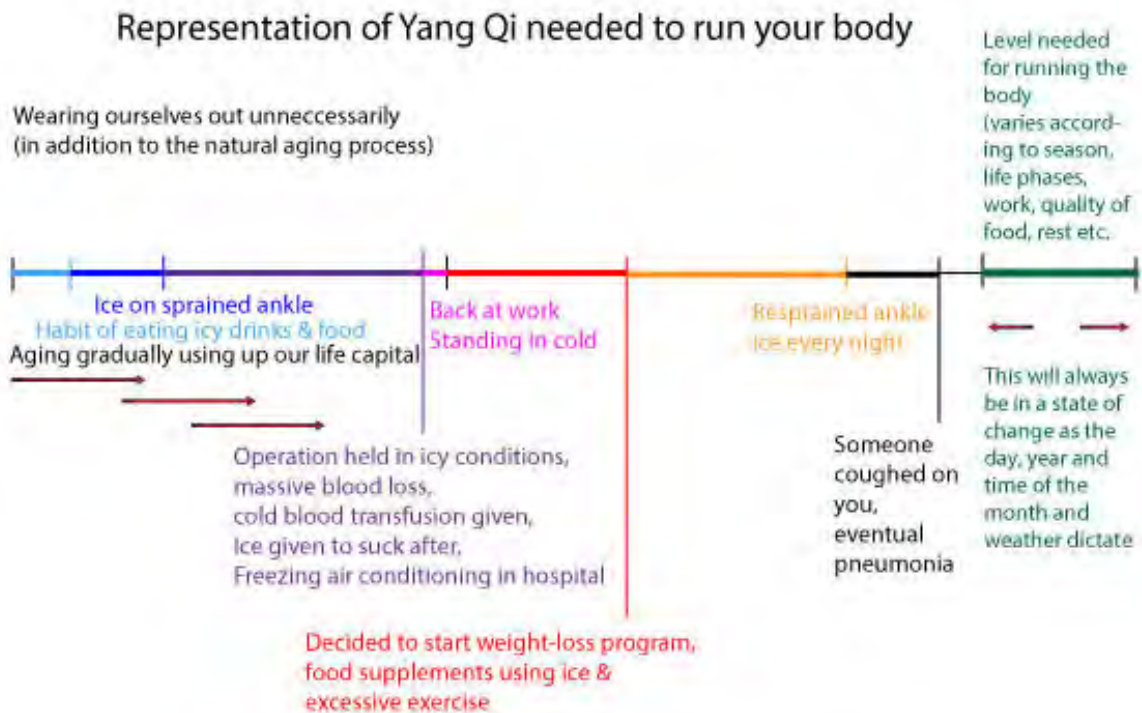 Representation of Yang Qi needed to run your body
Wearing ourselves out unneccessarily
(in addition to the natural aging process)
Level needed
for running the
body
(varies accord-
ing to season,
life phases,
work, quality of
food, rest etc.
Ice on sprained ankle
Habit of eating icy drinks & food
Aging gradually using up our life capital
Back at work
Standing in cold
Resprained ankle
ice every night
Operation held in icy conditions,
massive blood loss,
cold blood transfusion given,
Ice given to suck after,
Freezing air conditioning in hospital
Decided to start weight-loss program,
food supplements using ice &
excessive exercise
Someone
coughed on
you,
eventual
pneumonia
This will always
be in a state of
change as the
day, year and
time of the
month and
weather dictate